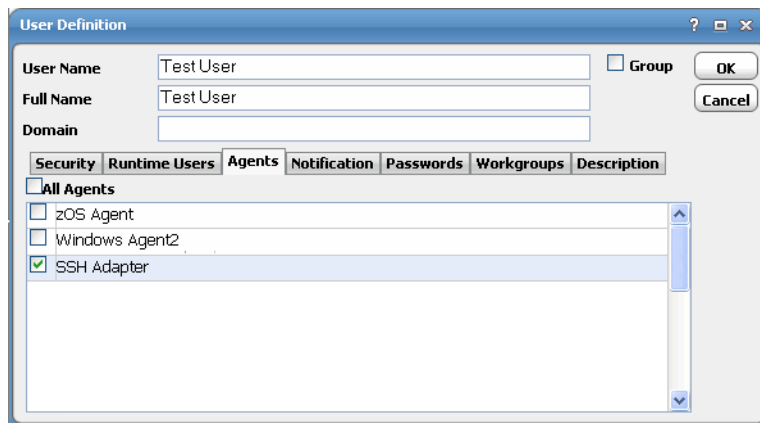 User Definition ?
User Name Test User Group OK
Full Name Test User Cancel
Domain
Security Runtime Users Agents Notification Passwords Workgroups Description
All Agents
zOS Agent
Windows Agent2
SSH Adapter